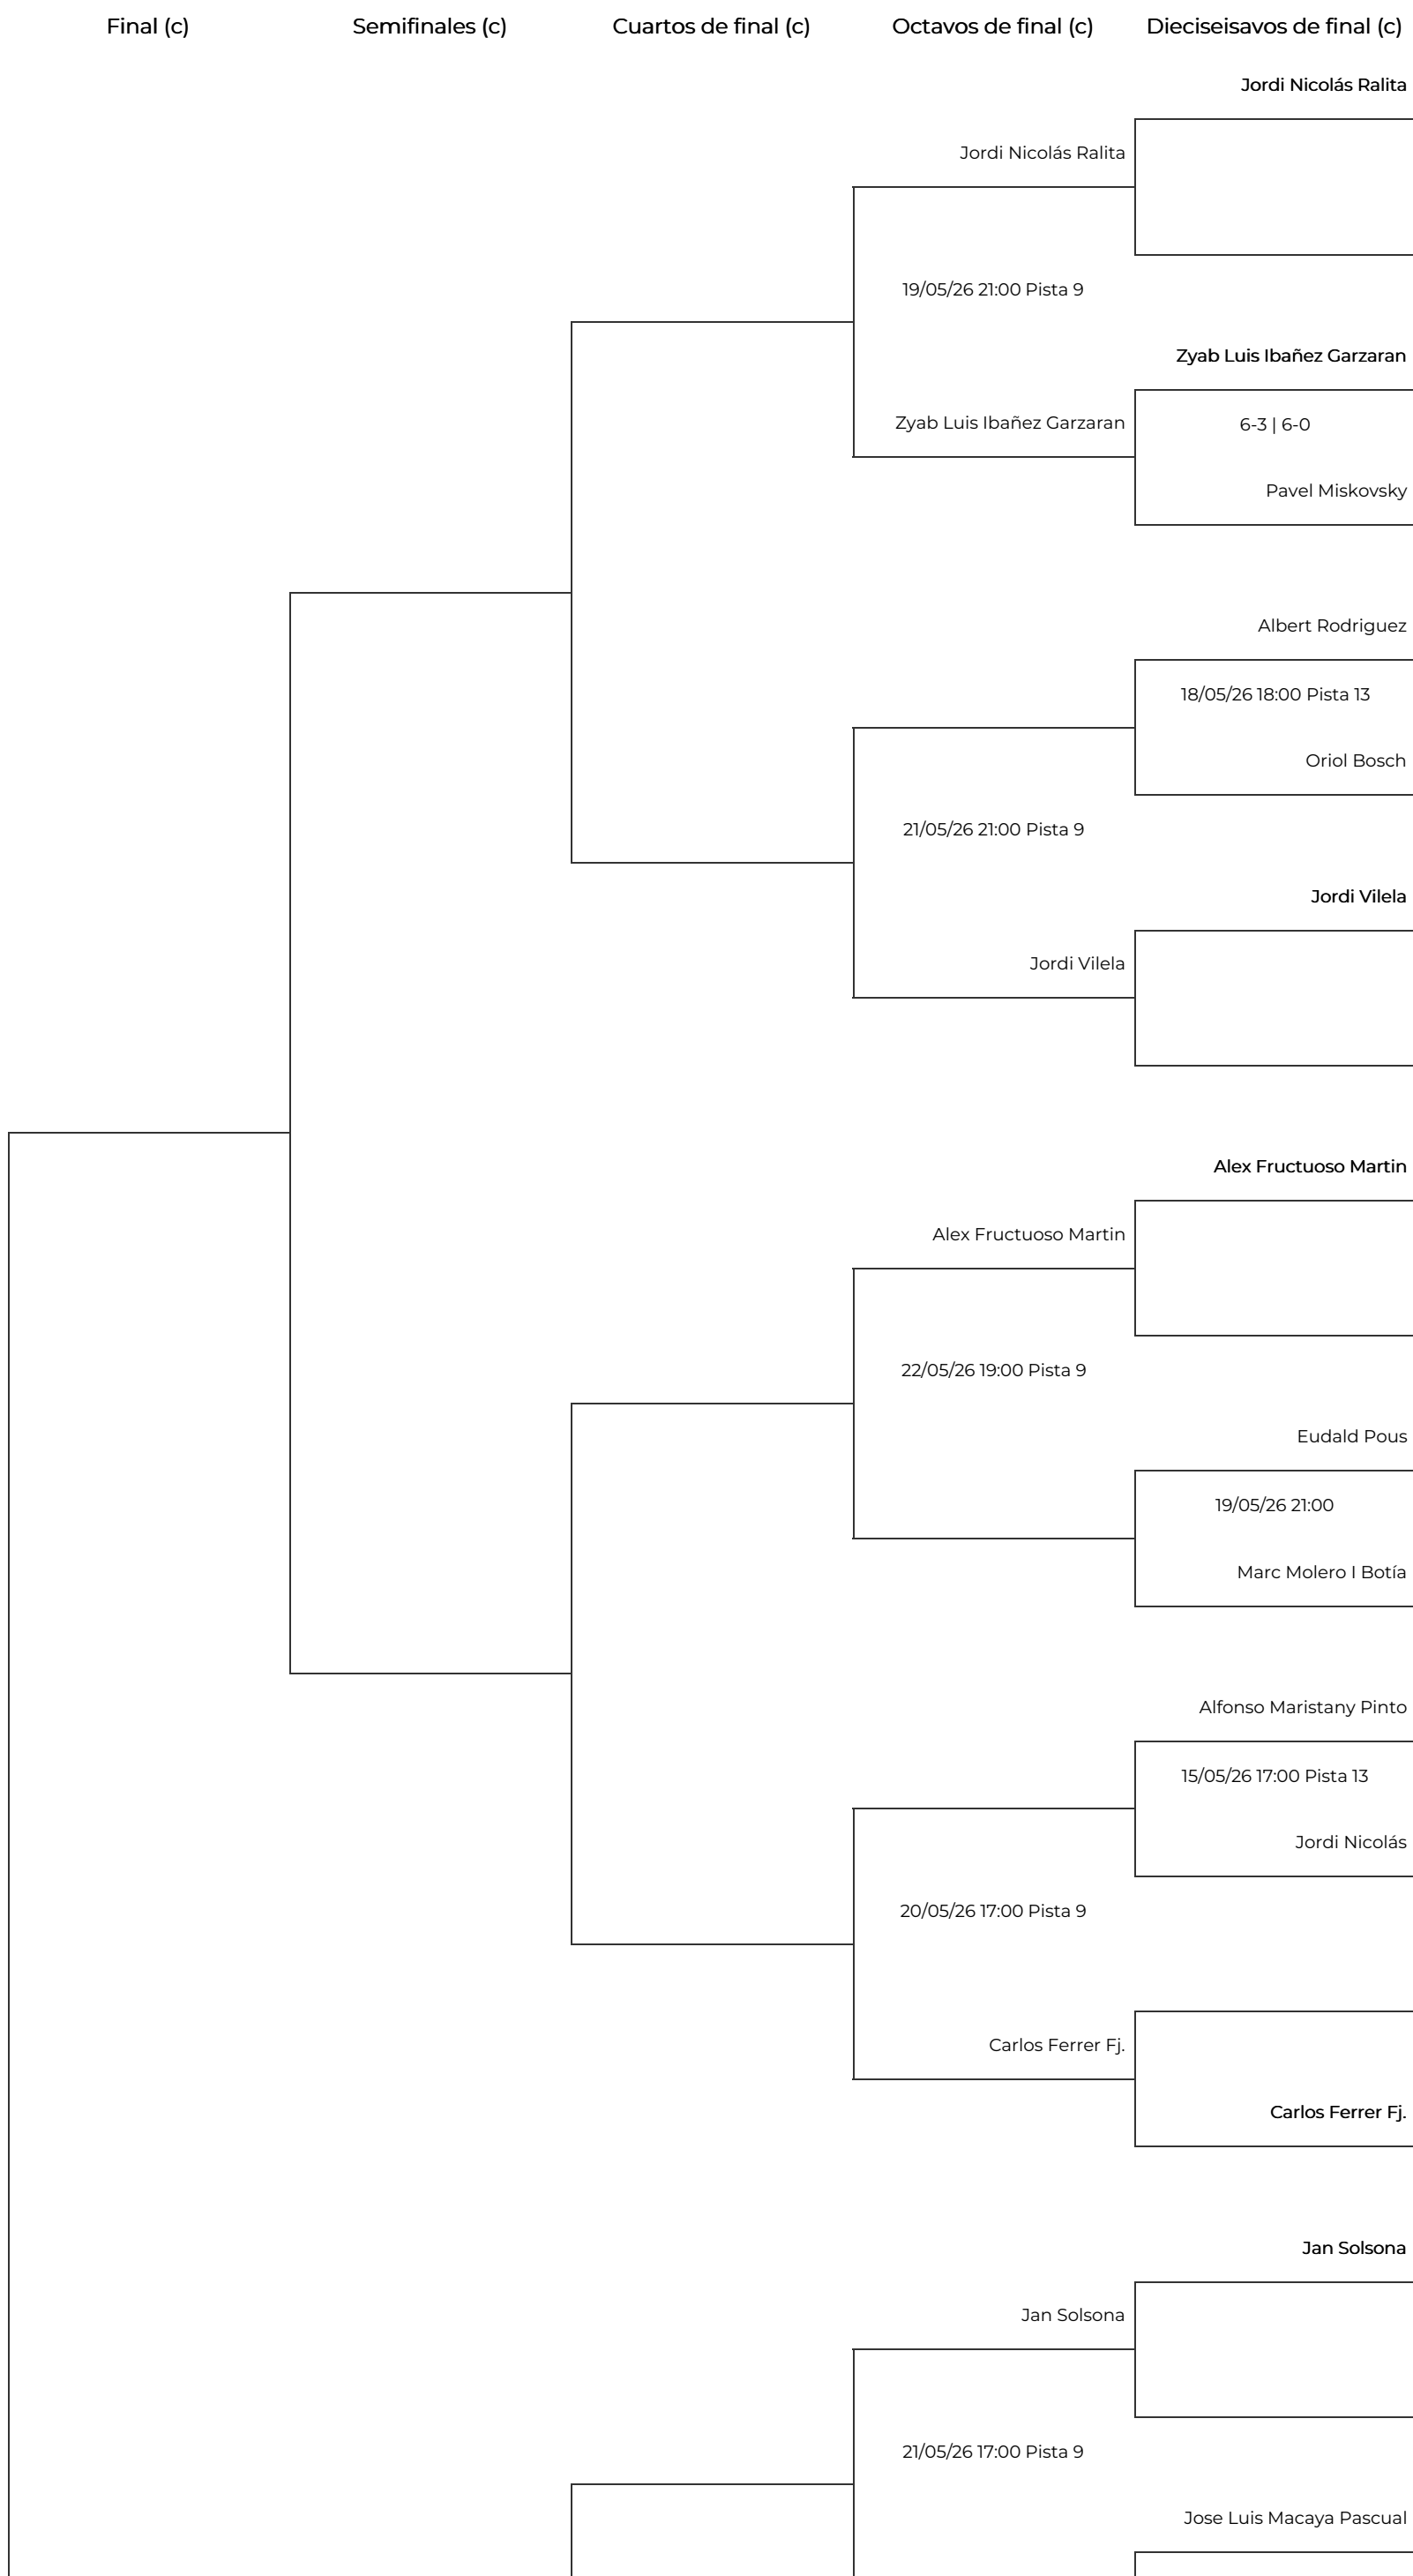 Final (c) Semifinales (c) Cuartos de final (c) Octavos de final (c) Dieciseisavos de final (c)
Jordi Nicolás Ralita
Jordi Nicolás Ralita
19/05/26 21:00 Pista 9
Zyab Luis Ibañez Garzaran
Zyab Luis Ibañez Garzaran 6-3 | 6-0
Pavel Miskovsky
Albert Rodriguez
18/05/26 18:00 Pista 13
Oriol Bosch
21/05/26 21:00 Pista 9
Jordi Vilela
Jordi Vilela
Alex Fructuoso Martin
Alex Fructuoso Martin
22/05/26 19:00 Pista 9
Eudald Pous
19/05/26 21:00
Marc Molero I Botía
Alfonso Maristany Pinto
15/05/26 17:00 Pista 13
Jordi Nicolás
20/05/26 17:00 Pista 9
Carlos Ferrer Fj.
Carlos Ferrer Fj.
Jan Solsona
Jan Solsona
21/05/26 17:00 Pista 9
Jose Luis Macaya Pascual